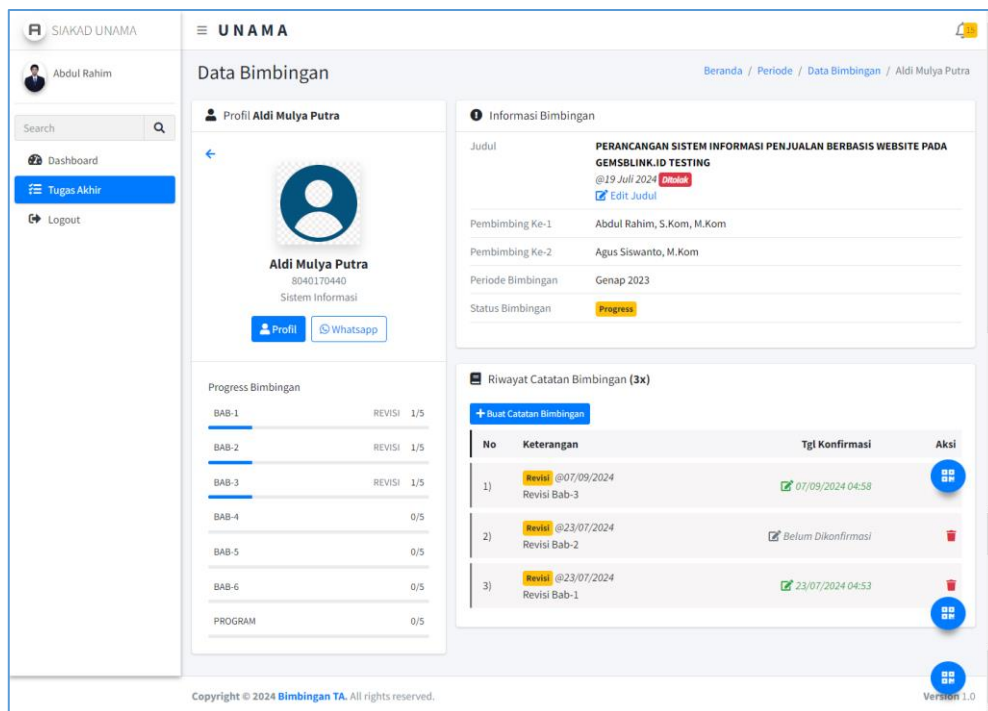 SIAKAD UNAMA
UNAMA
15
Abdul Rahim
Search
Dashboard
Tugas Akhir
Logout
Data Bimbingan
Beranda / Periode / Data Bimbingan / Aldi Mulya Putra
Profil Aldi Mulya Putra
Aldi Mulya Putra
8040170440
Sistem Informasi
Profil
Whatsapp
Progress Bimbingan
BAB-1 REVISI 1/5
BAB-2 REVISI 1/5
BAB-3 REVISI 1/5
BAB-4 0/5
BAB-5 0/5
BAB-6 0/5
PROGRAM 0/5
Informasi Bimbingan
Judul PERANCANGAN SISTEM INFORMASI PENJUALAN BERBASIS WEBSITE PADA
GEMSBLINK.ID TESTING
@19 Juli 2024 Ditolak
Edit Judul
Pembimbing Ke-1 Abdul Rahim, S.Kom, M.Kom
Pembimbing Ke-2 Agus Siswanto, M.Kom
Periode Bimbingan Genap 2023
Status Bimbingan Progress
Riwayat Catatan Bimbingan (3x)
+ Buat Catatan Bimbingan
No Keterangan Tgl Konfirmasi Aksi
1) Revisi @07/09/2024 07/09/2024 04:58
Revisi Bab-3
2) Revisi @23/07/2024 Belum Dikonfirmasi
Revisi Bab-2
3) Revisi @23/07/2024 23/07/2024 04:53
Revisi Bab-1
Copyright © 2024 Bimbingan TA. All rights reserved.
Version 1.0